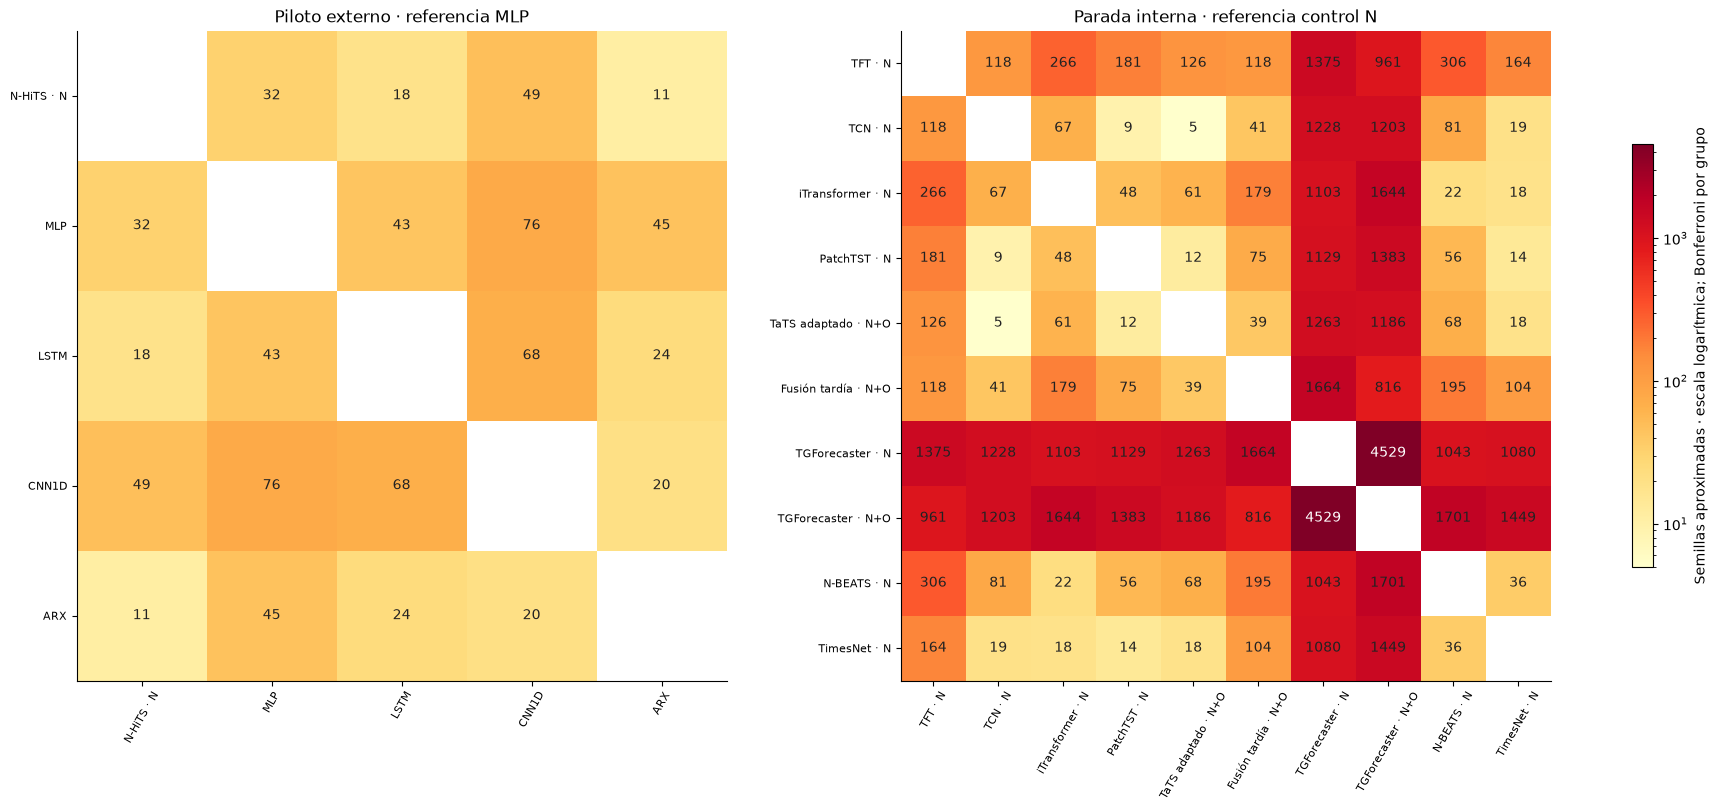 Piloto externo · referencia MLP
N-HiTS · N
32 18 49 11
MLP
32 43 76 45
LSTM
18 43 68 24
CNN1D
49 76 68 20
ARX
11 45 24 20
N-HiTS · N
MLP
LSTM
CNN1D
ARX
Parada interna · referencia control N
TFT · N
118 266 181 126 118 1375 961 306 164
TCN · N
118 67 9 5 41 1228 1203 81 19
iTransformer · N
266 67 48 61 179 1103 1644 22 18
PatchTST · N
181 9 48 12 75 1129 1383 56 14
TaTS adaptado · N+O
126 5 61 12 39 1263 1186 68 18
Fusión tardía · N+O
118 41 179 75 39 1664 816 195 104
TGForecaster · N
1375 1228 1103 1129 1263 1664 4529 1043 1080
TGForecaster · N+O
961 1203 1644 1383 1186 816 4529 1701 1449
N-BEATS · N
306 81 22 56 68 195 1043 1701 36
TimesNet · N
164 19 18 14 18 104 1080 1449 36
TFT · N
TCN · N
iTransformer · N
PatchTST · N
TaTS adaptado · N+O
Fusión tardía · N+O
TGForecaster · N
TGForecaster · N+O
N-BEATS · N
TimesNet · N
10³
10²
10¹
Semillas aproximadas · escala logarítmica; Bonferroni por grupo